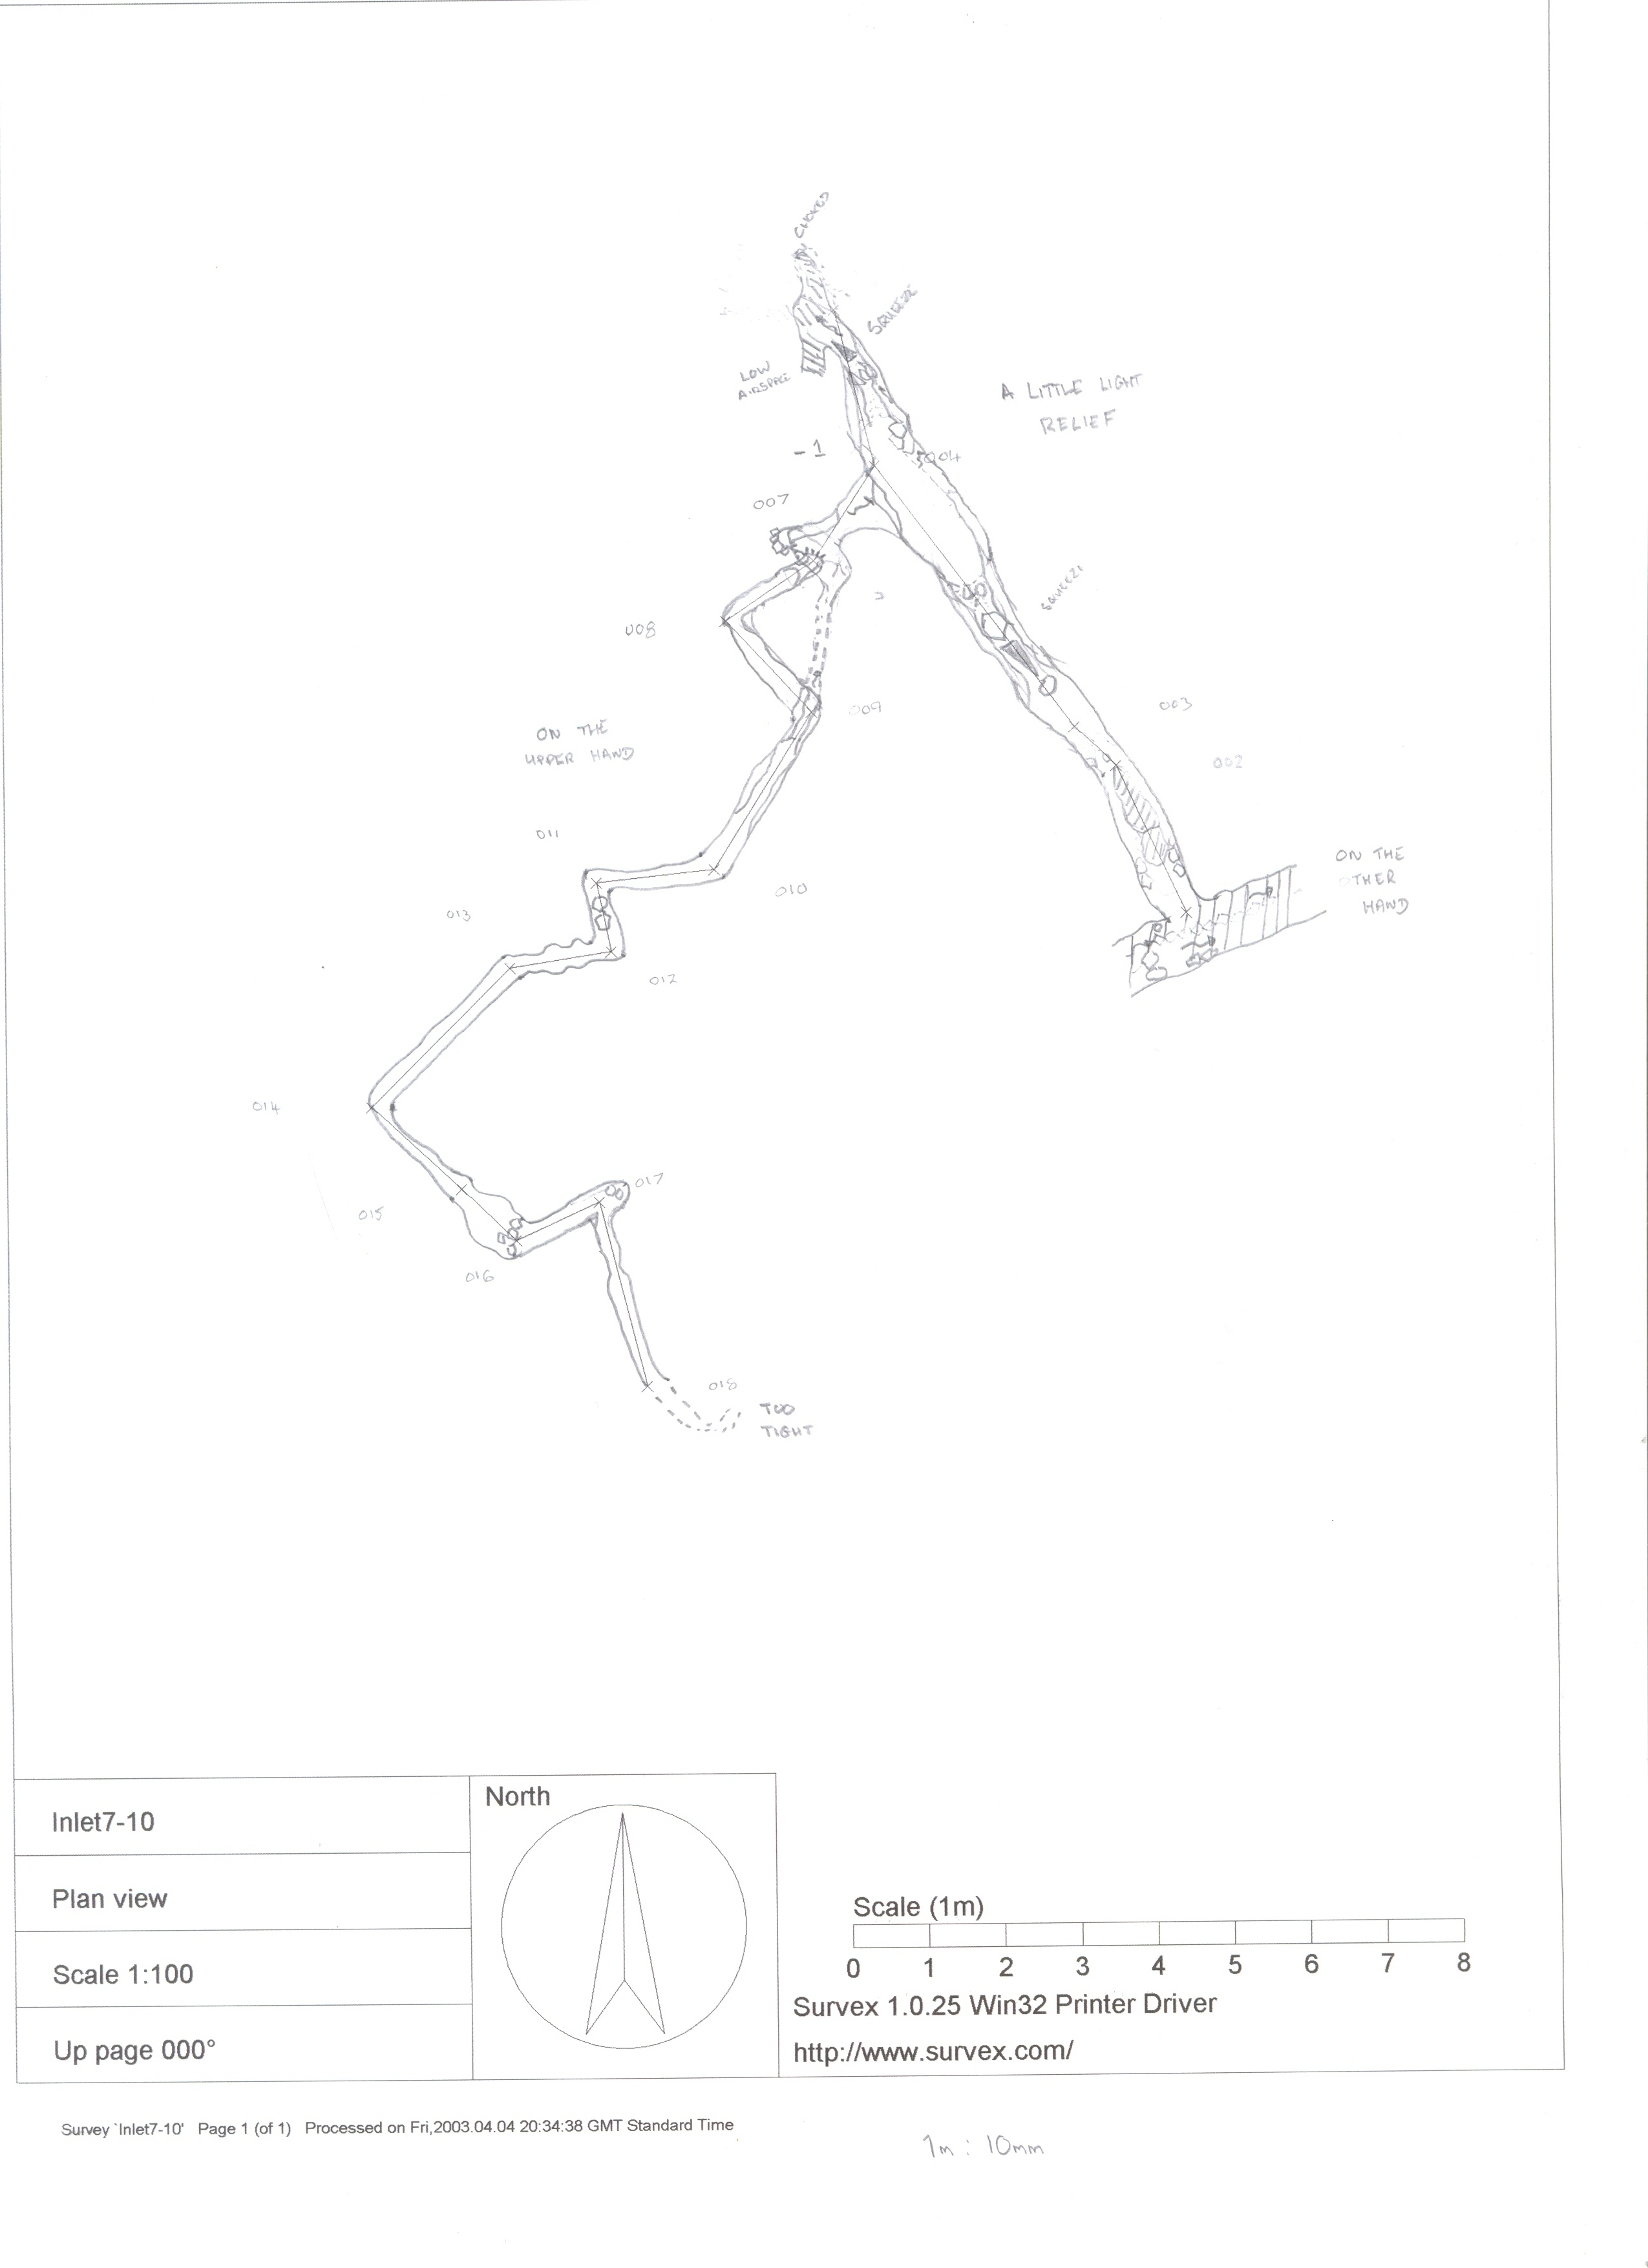 CHOKED
SQUEEZE
LOW
AIRSPACE
A LITTLE LIGHT
RELIEF
-1
004
007
SQUEEZE
008
003
009
ON THE
UPPER HAND
002
011
ON THE
OTHER
HAND
010
013
012
014
017
015
016
018
TOO
TIGHT
Inlet7-10
Plan view
Scale 1:100
Up page 000°
North
Scale (1m)
0 1 2 3 4 5 6 7 8
Survex 1.0.25 Win32 Printer Driver
http://www.survex.com/
Survey `Inlet7-10' Page 1 (of 1) Processed on Fri,2003.04.04 20:34:38 GMT Standard Time
1m : 10mm